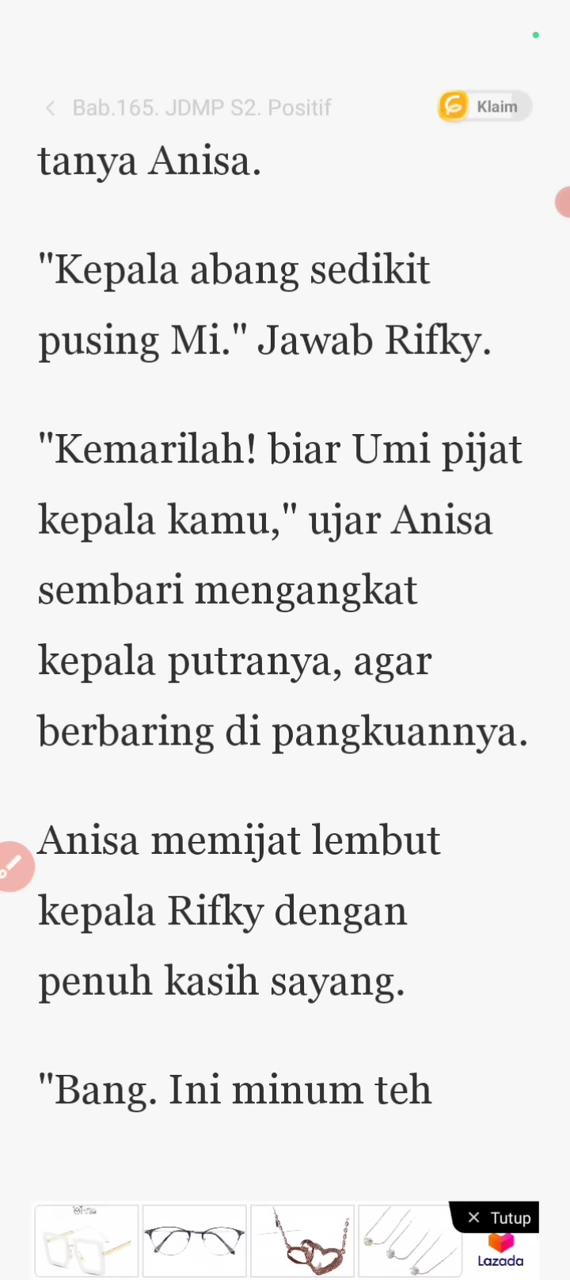 Bab.165. JDMP S2. Positif
Klaim
tanya Anisa.
"Kepala abang sedikit
pusing Mi." Jawab Rifky.
"Kemarilah! biar Umi pijat
kepala kamu," ujar Anisa
sembari mengangkat
kepala putranya, agar
berbaring di pangkuannya.
Anisa memijat lembut
kepala Rifky dengan
penuh kasih sayang.
"Bang. Ini minum teh
× Tutup
Lazada